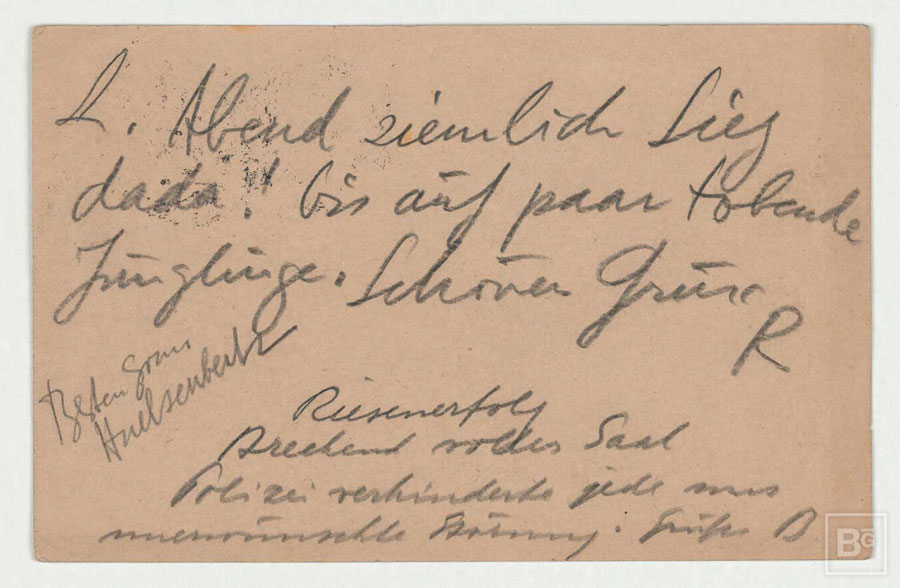 L. Abend ziemlich Sieg
dada! bis auf paar tobende
Jünglinge. Schönen Gruss
R
Besten Gruss
Huelsenbeck
Riesenerfolg
Brechend voller Saal
Polizei verhinderte jede uns
unerwünschte Störung. Grüße B
BG